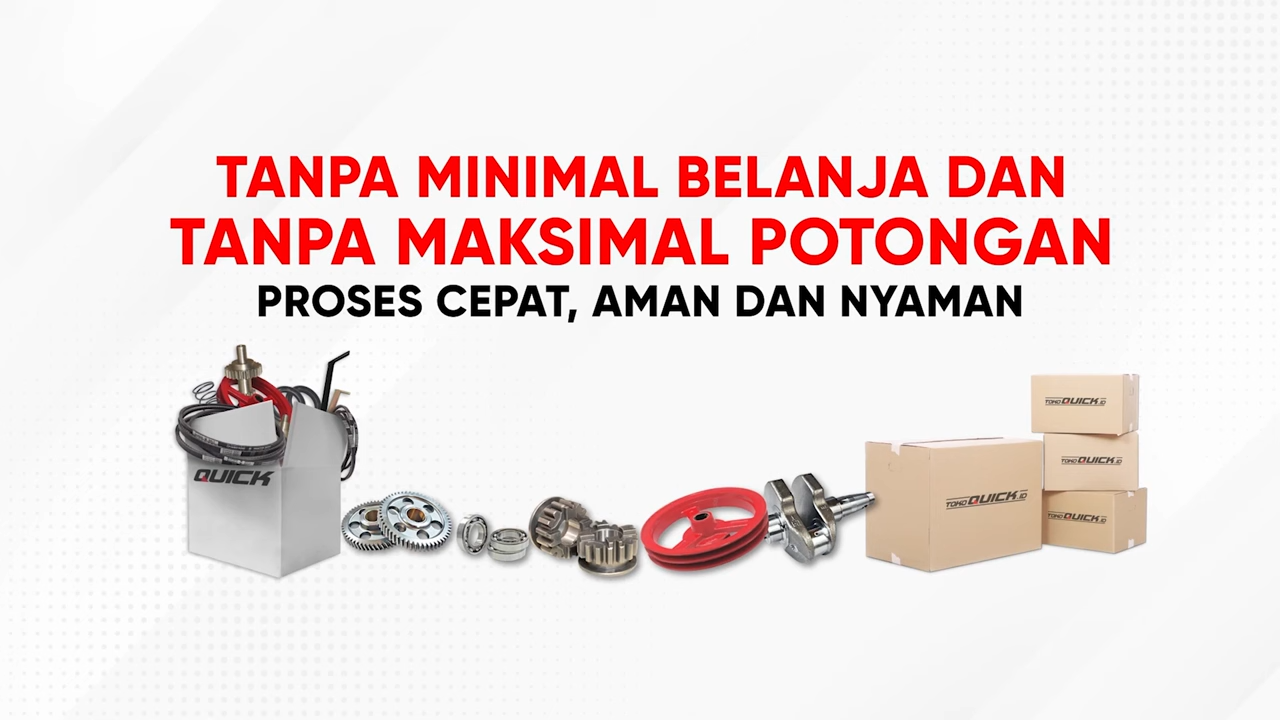 TANPA MINIMAL BELANJA DAN
TANPA MAKSIMAL POTONGAN
PROSES CEPAT, AMAN DAN NYAMAN
QUICK
TOKO QUICK.ID
TOKO QUICK.ID
TOKO QUICK.ID
TOKO QUICK.ID